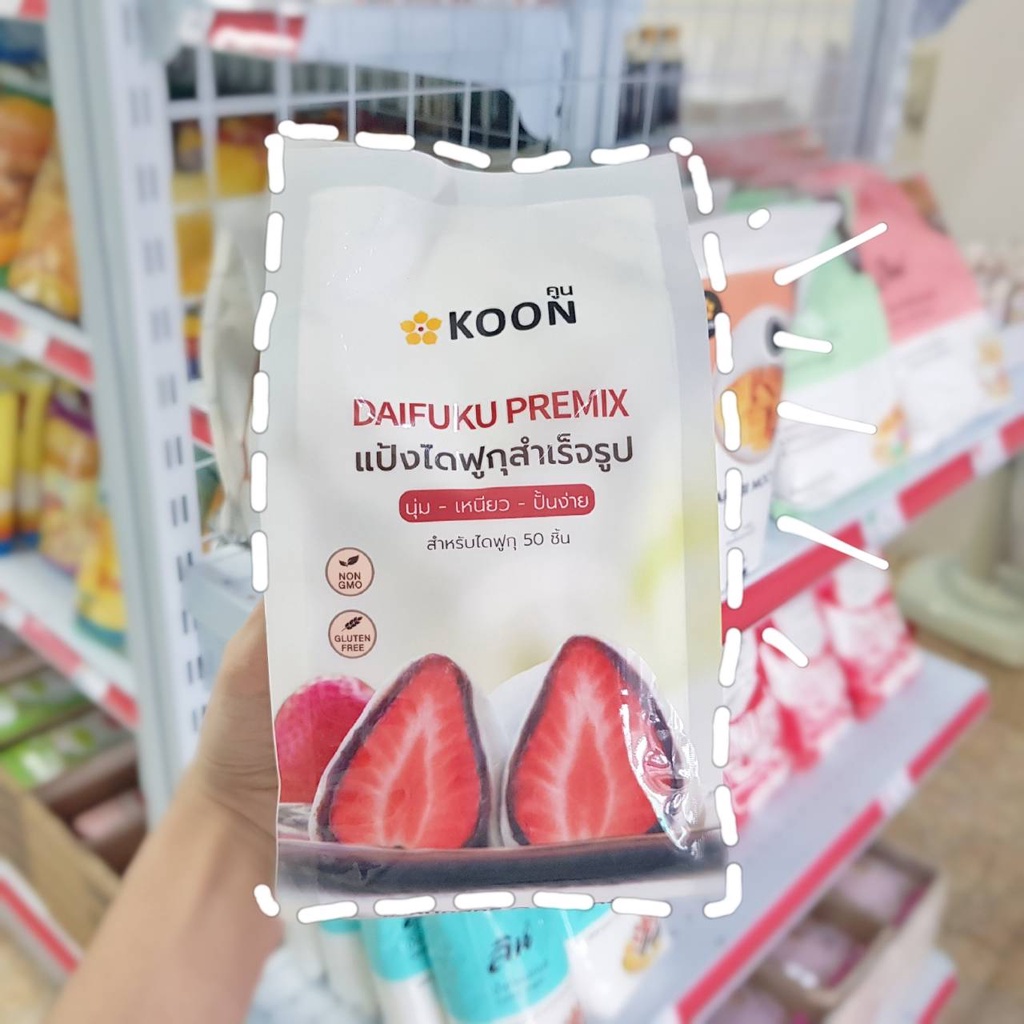 คูน
KOON
DAIFUKU PREMIX
แป้งไดฟูกุสำเร็จรูป
นุ่ม - เหนียว - ปั้นง่าย
สำหรับไดฟูกุ 50 ชิ้น
NON
GMO
GLUTEN
FREE